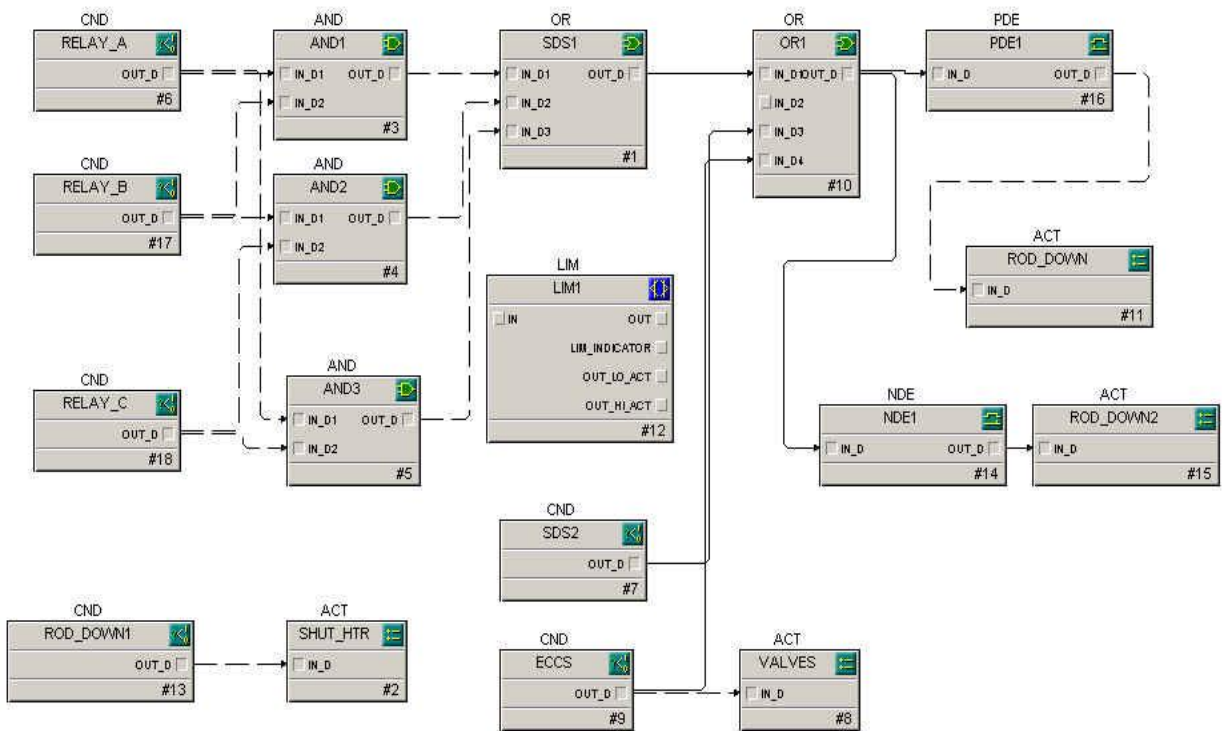 CND
RELAY_A
OUT_D
#6
AND
AND1
IN_D1 OUT_D
IN_D2
#3
OR
SDS1
IN_D1 OUT_D
IN_D2
IN_D3
#1
OR
OR1
IN_D1 OUT_D
IN_D2
IN_D3
IN_D4
#10
PDE
PDE1
IN_D OUT_D
#16
CND
RELAY_B
OUT_D
#17
AND
AND2
IN_D1 OUT_D
IN_D2
#4
ACT
ROD_DOWN
IN_D
#11
LIM
LIM1
IN OUT
LIM_INDICATOR
OUT_LO_ACT
OUT_HI_ACT
#12
CND
RELAY_C
OUT_D
#18
AND
AND3
IN_D1 OUT_D
IN_D2
#5
NDE
NDE1
IN_D OUT_D
#14
ACT
ROD_DOWN2
IN_D
#15
CND
SDS2
OUT_D
#7
CND
ROD_DOWN1
OUT_D
#13
ACT
SHUT_HTR
IN_D
#2
CND
ECCS
OUT_D
#9
ACT
VALVES
IN_D
#8